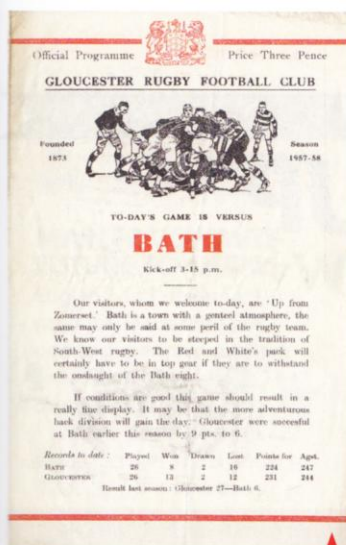 Official Programme Price Three Pence
GLOUCESTER RUGBY FOOTBALL CLUB
Founded
1873
Season
1957-58
TO-DAY'S GAME IS VERSUS
BATH
Kick-off 3-15 p.m.
Our visitors, whom we welcome to-day, are 'Up from
Zomerset.' Bath is a town with a genteel atmosphere, the
same may only be said at some peril of the rugby team.
We know our visitors to be steeped in the tradition of
South-West rugby. The Red and White's pack will
certainly have to be in top gear if they are to withstand
the onslaught of the Bath eight.
If conditions are good this game should result in a
really fine display. It may be that the more adventurous
back division will gain the day. Gloucester were succesful
at Bath earlier this season by 9 pts. to 6.
Records to date : Played Won Drawn Lost Points for Agst.
BATH 26 8 2 16 224 247
GLOUCESTER 26 13 2 12 231 244
Result last season : Gloucester 27—Bath 6.